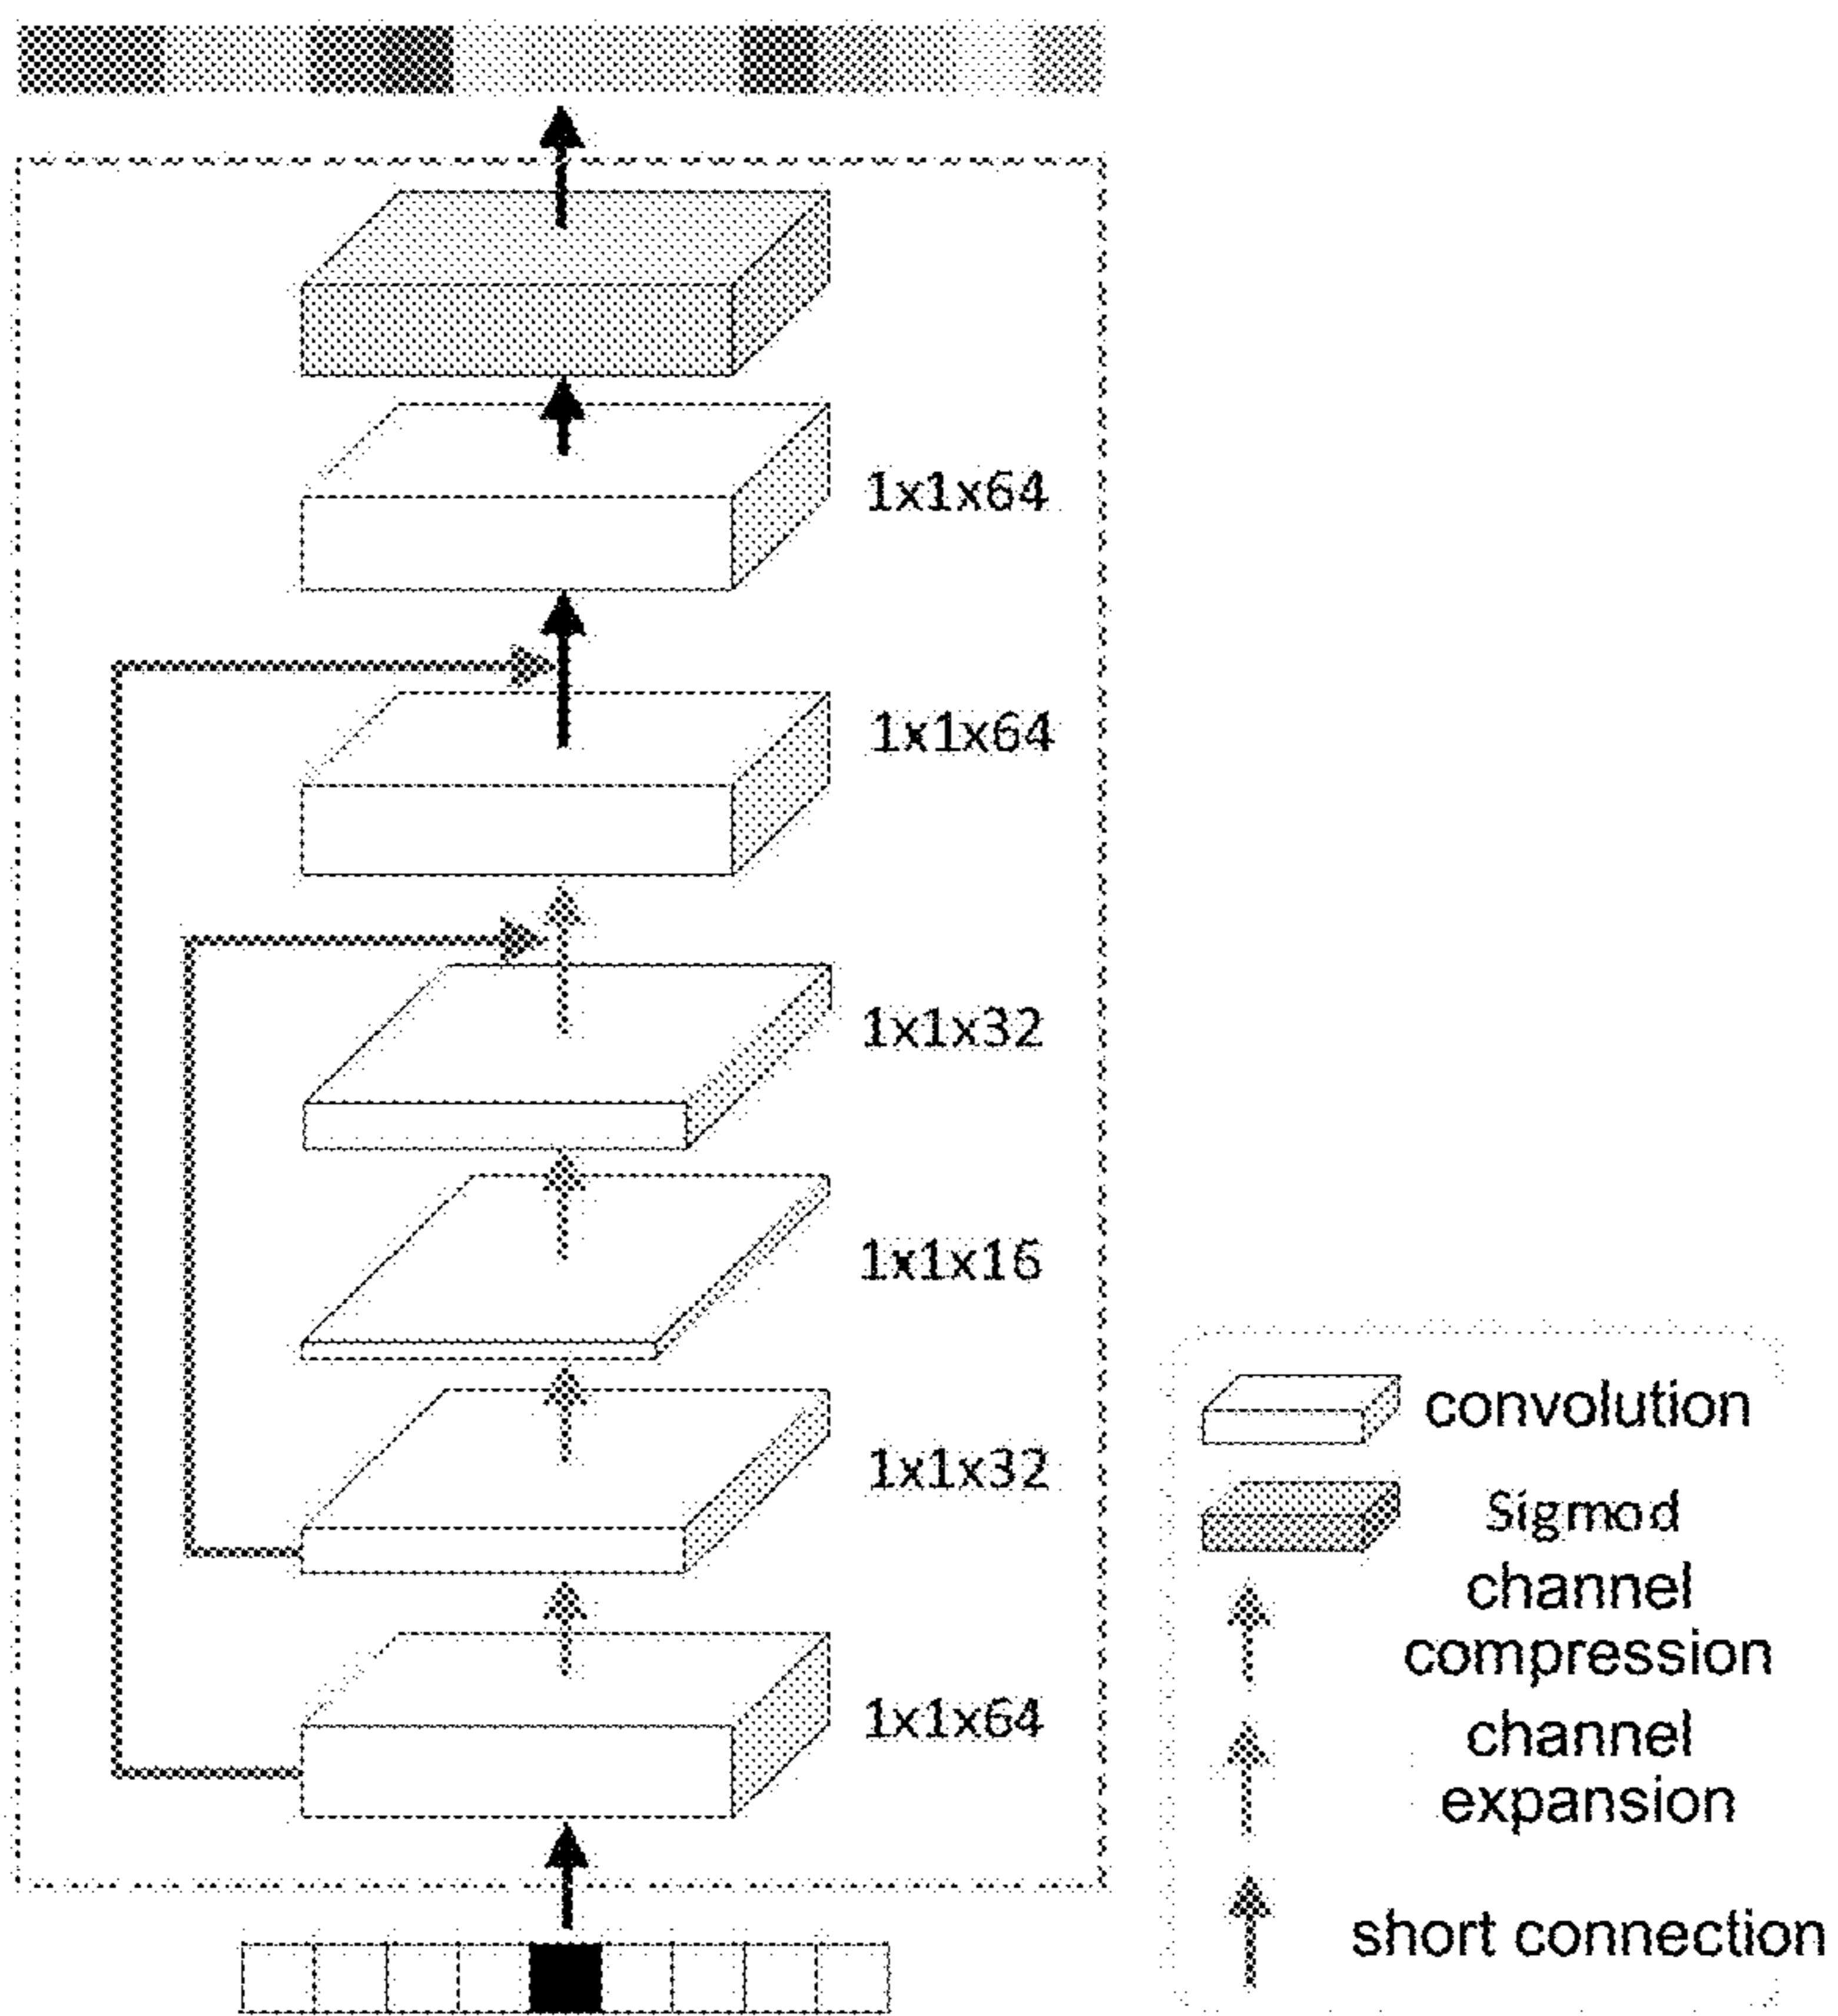 1x1x64
1x1x64
1x1x32
1x1x16
1x1x32
1x1x64
convolution
Sigmod
channel
compression
channel
expansion
short connection